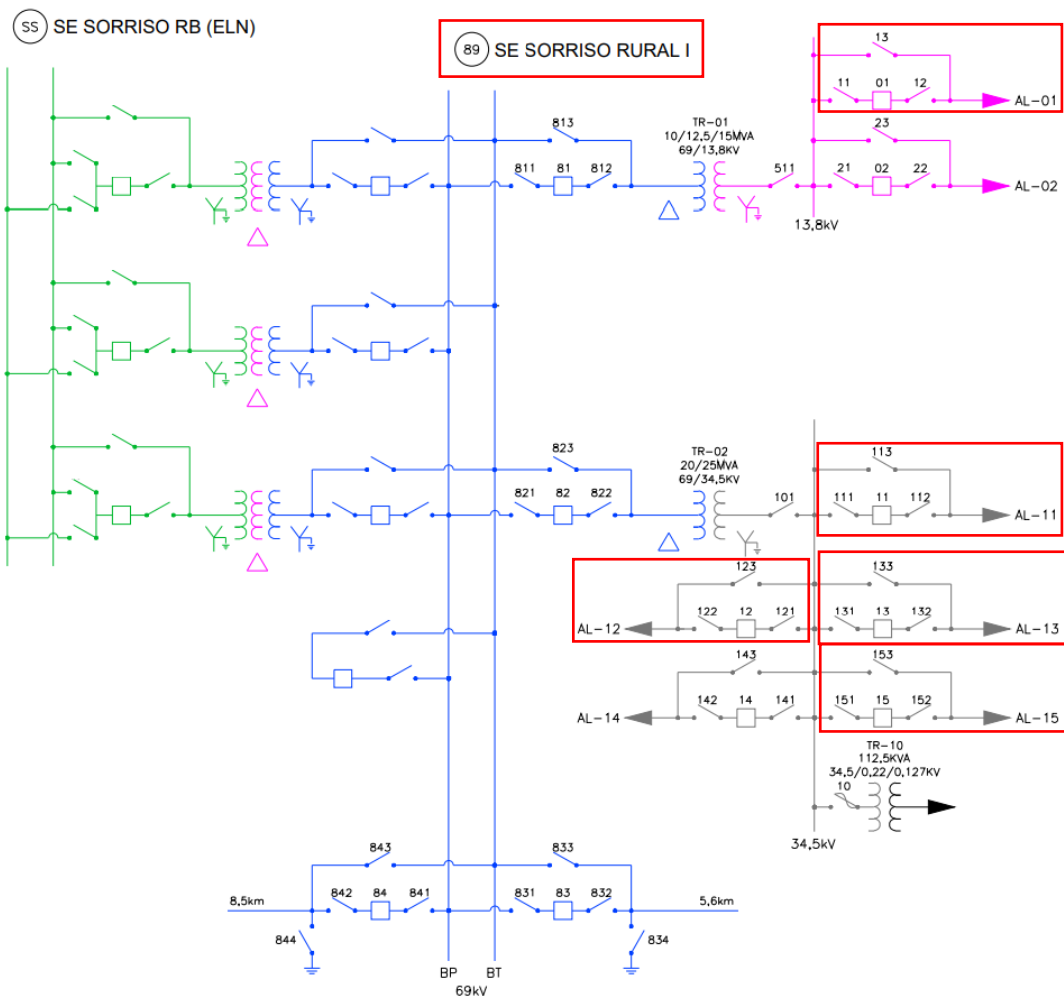 SS SE SORRISO RB (ELN)
89 SE SORRISO RURAL I
13
11 01 12
AL-01
23
21 02 22
AL-02
13,8kV
TR-01
10/12,5/15MVA
69/13,8KV
511
813
811 81 812
823
821 82 822
TR-02
20/25MVA
69/34,5KV
101
113
111 11 112
AL-11
123
122 12 121
AL-12
133
131 13 132
AL-13
143
142 14 141
AL-14
153
151 15 152
AL-15
TR-10
112,5KVA
34,5/0,22/0,127KV
10
34,5kV
843
842 84 841
8,5km
844
833
831 83 832
5,6km
834
BP BT
69kV